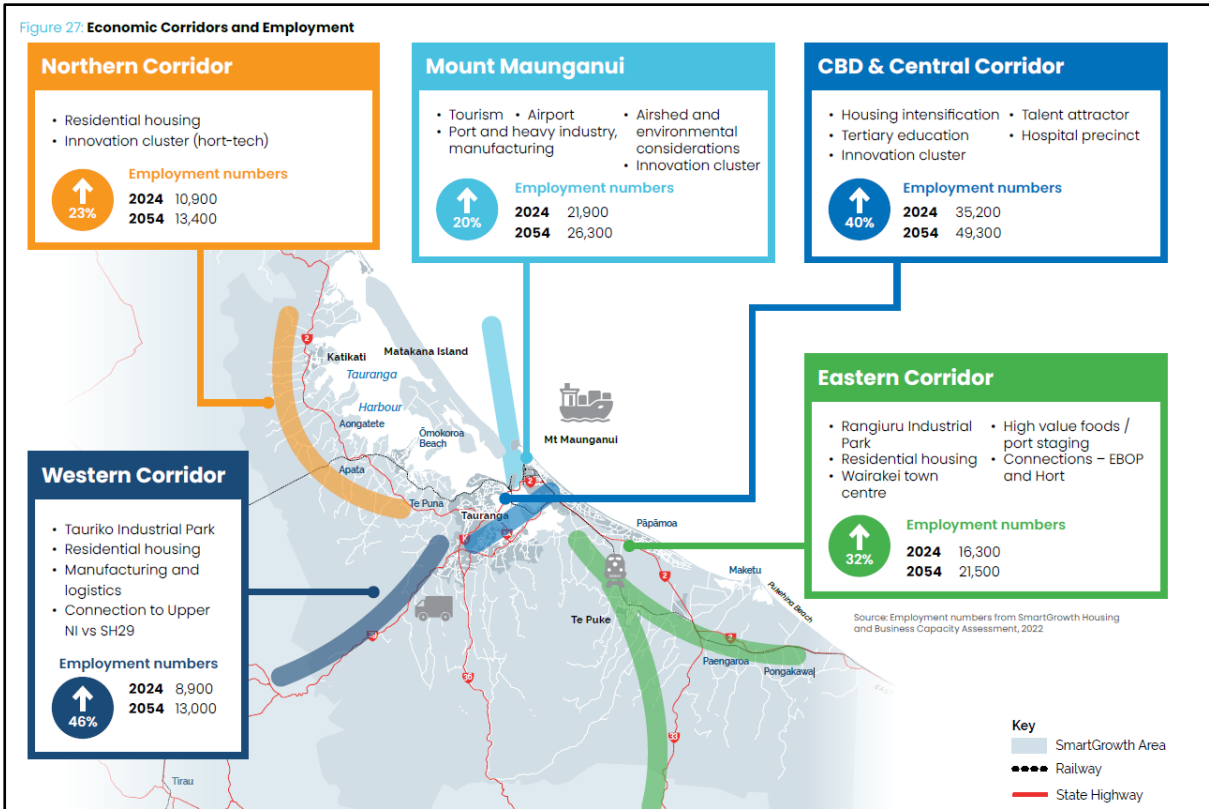 Figure 27: Economic Corridors and Employment
Northern Corridor
• Residential housing
• Innovation cluster (hort-tech)
Employment numbers
23%
2024 10,900
2054 13,400
Mount Maunganui
• Tourism • Airport
• Port and heavy industry,
manufacturing
• Airshed and
environmental
considerations
• Innovation cluster
Employment numbers
20%
2024 21,900
2054 26,300
CBD & Central Corridor
• Housing intensification
• Tertiary education
• Innovation cluster
• Talent attractor
• Hospital precinct
Employment numbers
40%
2024 35,200
2054 49,300
Eastern Corridor
• Rangiuru Industrial
Park
• Residential housing
• Wairakei town
centre
• High value foods /
port staging
• Connections – EBOP
and Hort
Employment numbers
32%
2024 16,300
2054 21,500
Source: Employment numbers from SmartGrowth Housing
and Business Capacity Assessment, 2022
Western Corridor
• Tauriko Industrial Park
• Residential housing
• Manufacturing and
logistics
• Connection to Upper
NI vs SH29
Employment numbers
46%
2024 8,900
2054 13,000
2
Katikati
Matakana Island
Tauranga
Harbour
Aongatete
Ōmokoroa
Beach
Mt Maunganui
Apata
2
Te Puna
Tauranga
Pāpāmoa
2
Maketu
Pukehina Beach
Te Puke
2
Paengaroa
Pongakawa
36
33
Tirau
Key
SmartGrowth Area
Railway
State Highway